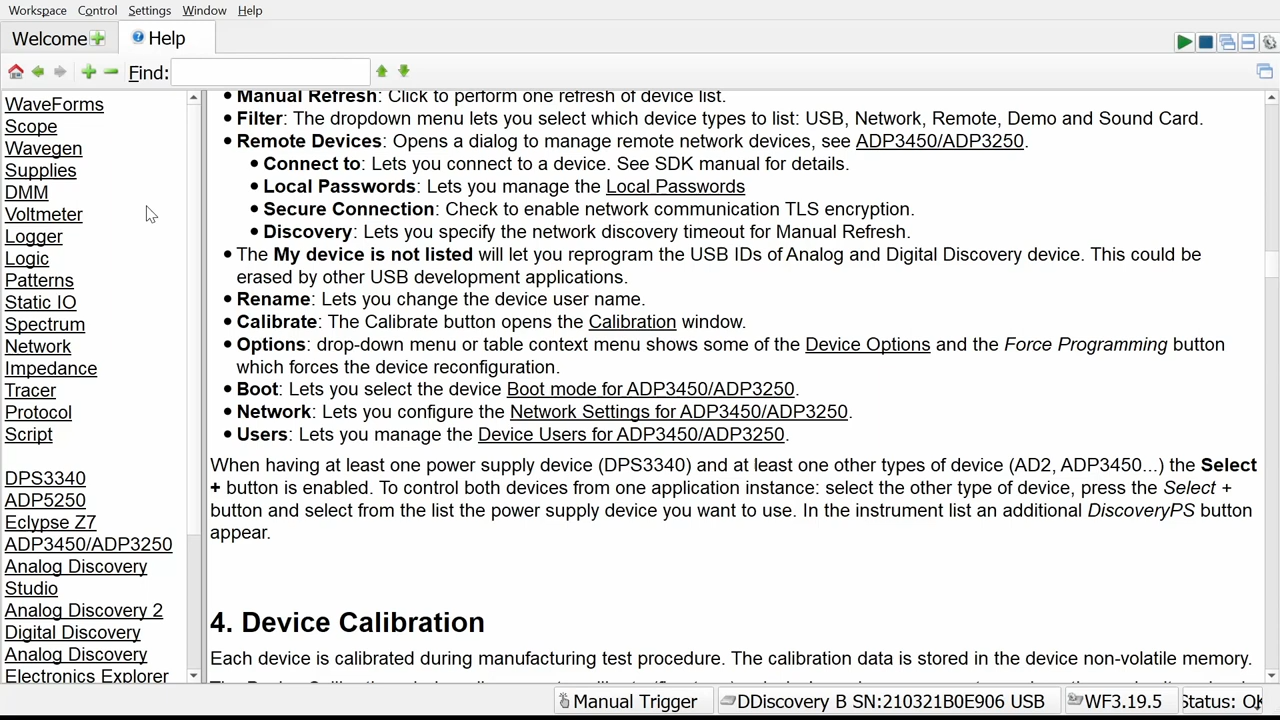 Workspace Control Settings Window Help
Welcome Help
Find:
WaveForms
Scope
Wavegen
Supplies
DMM
Voltmeter
Logger
Logic
Patterns
Static IO
Spectrum
Network
Impedance
Tracer
Protocol
Script
DPS3340
ADP5250
Eclypse Z7
ADP3450/ADP3250
Analog Discovery
Studio
Analog Discovery 2
Digital Discovery
Analog Discovery
Electronics Explorer
• Manual Refresh: Click to perform one refresh of device list.
• Filter: The dropdown menu lets you select which device types to list: USB, Network, Remote, Demo and Sound Card.
• Remote Devices: Opens a dialog to manage remote network devices, see ADP3450/ADP3250.
• Connect to: Lets you connect to a device. See SDK manual for details.
• Local Passwords: Lets you manage the Local Passwords
• Secure Connection: Check to enable network communication TLS encryption.
• Discovery: Lets you specify the network discovery timeout for Manual Refresh.
• The My device is not listed will let you reprogram the USB IDs of Analog and Digital Discovery device. This could be
erased by other USB development applications.
• Rename: Lets you change the device user name.
• Calibrate: The Calibrate button opens the Calibration window.
• Options: drop-down menu or table context menu shows some of the Device Options and the Force Programming button
which forces the device reconfiguration.
• Boot: Lets you select the device Boot mode for ADP3450/ADP3250.
• Network: Lets you configure the Network Settings for ADP3450/ADP3250.
• Users: Lets you manage the Device Users for ADP3450/ADP3250.
When having at least one power supply device (DPS3340) and at least one other types of device (AD2, ADP3450...) the Select
+ button is enabled. To control both devices from one application instance: select the other type of device, press the Select +
button and select from the list the power supply device you want to use. In the instrument list an additional DiscoveryPS button
appear.
4. Device Calibration
Each device is calibrated during manufacturing test procedure. The calibration data is stored in the device non-volatile memory.
Manual Trigger DDiscovery B SN:210321B0E906 USB WF3.19.5 Status: OK